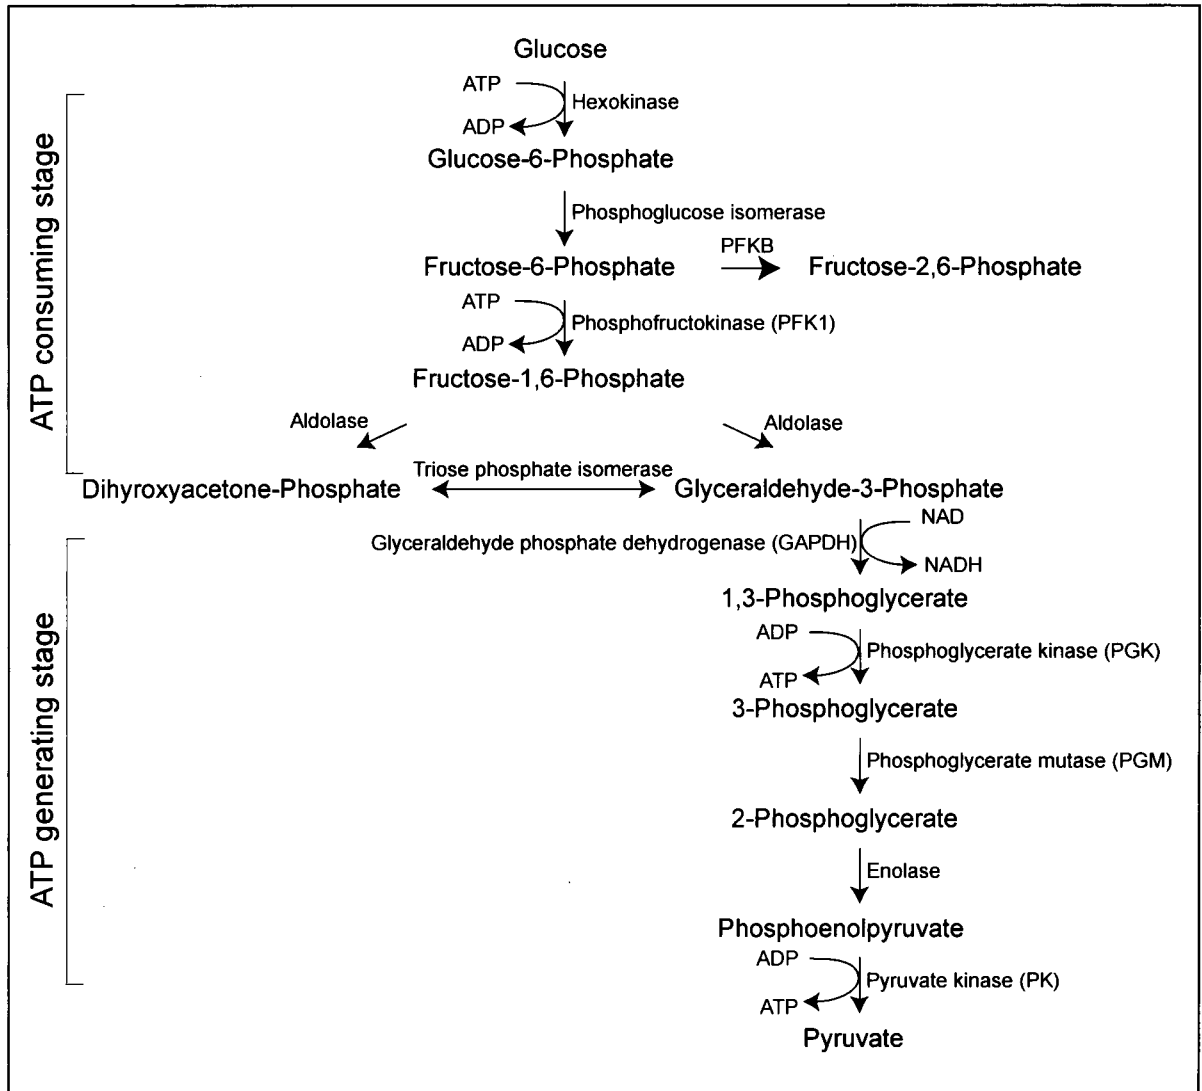 Glucose
ATP
Hexokinase
ADP
Glucose-6-Phosphate
Phosphoglucose isomerase
PFKB
Fructose-6-Phosphate
Fructose-2,6-Phosphate
ATP
Phosphofructokinase (PFK1)
ADP
Fructose-1,6-Phosphate
Aldolase
Aldolase
ATP consuming stage
Triose phosphate isomerase
Dihyroxyacetone-Phosphate
Glyceraldehyde-3-Phosphate
NAD
Glyceraldehyde phosphate dehydrogenase (GAPDH)
NADH
1,3-Phosphoglycerate
ADP
Phosphoglycerate kinase (PGK)
ATP
3-Phosphoglycerate
Phosphoglycerate mutase (PGM)
2-Phosphoglycerate
Enolase
Phosphoenolpyruvate
ADP
Pyruvate kinase (PK)
ATP
Pyruvate
ATP generating stage